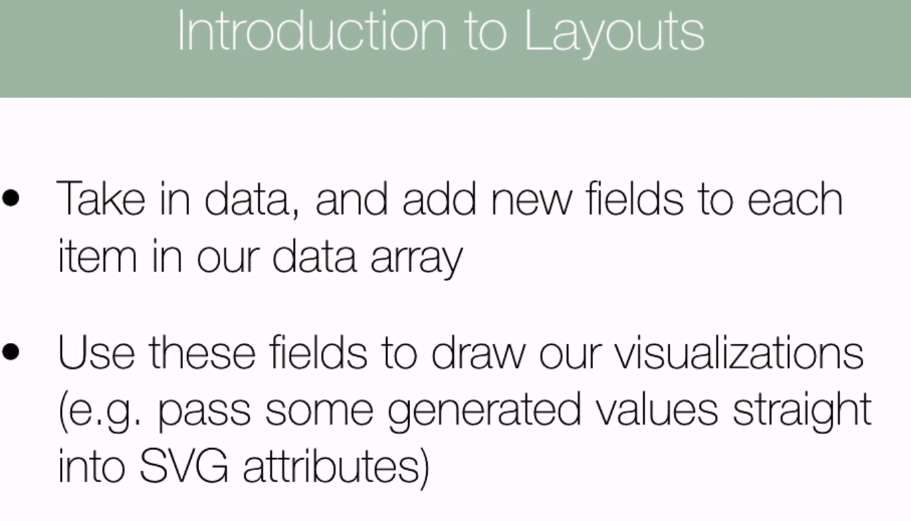 Introduction to Layouts
• Take in data, and add new fields to each
item in our data array
• Use these fields to draw our visualizations
(e.g. pass some generated values straight
into SVG attributes)